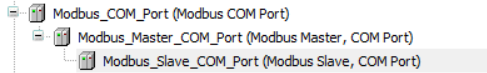 Modbus_COM_Port (Modbus COM Port)
Modbus_Master_COM_Port (Modbus Master, COM Port)
Modbus_Slave_COM_Port (Modbus Slave, COM Port)